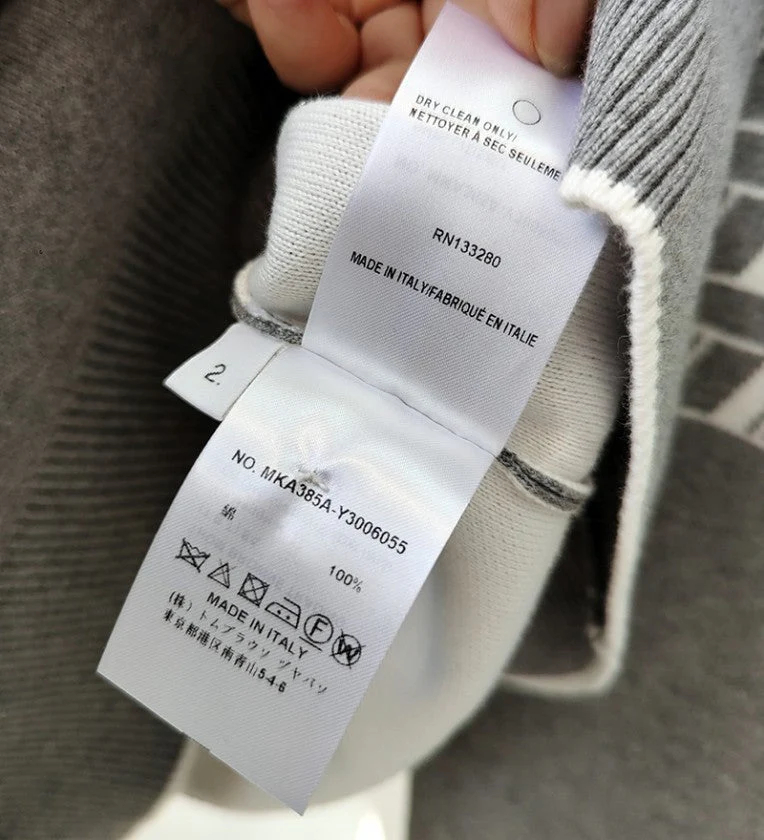 DRY CLEAN ONLY/
NETTOYER À SEC SEULEME
RN133280
MADE IN ITALY/FABRIQUÉ EN ITALIE
2.
NO. MKA385A-Y3006055
綿
100%
F
W
MADE IN ITALY
(株)トムブラウン ジャパン
東京都港区南青山5-4-6